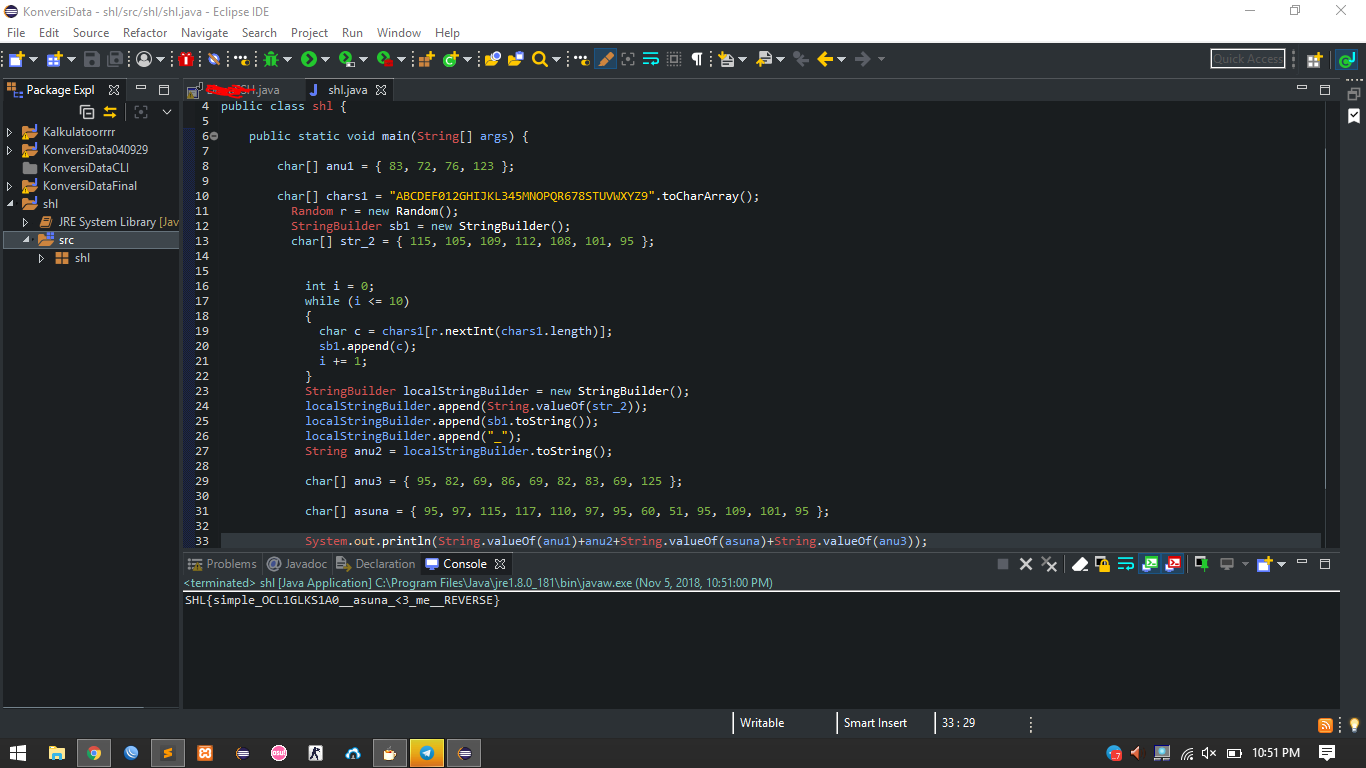 KonversiData - shl/src/shl/shl.java - Eclipse IDE
File Edit Source Refactor Navigate Search Project Run Window Help
Quick Access
Package Expl
.java
shl.java
Kalkulatoorrrr
KonversiData040929
KonversiDataCLI
KonversiDataFinal
shl
JRE System Library [Jav
src
shl
4 public class shl {
5
6 public static void main(String[] args) {
7
8 char[] anu1 = { 83, 72, 76, 123 };
9
10 char[] chars1 = "ABCDEF012GHIJKL345MNOPQR678STUVWXYZ9".toCharArray();
11 Random r = new Random();
12 StringBuilder sb1 = new StringBuilder();
13 char[] str_2 = { 115, 105, 109, 112, 108, 101, 95 };
14
15
16 int i = 0;
17 while (i <= 10)
18 {
19 char c = chars1[r.nextInt(chars1.length)];
20 sb1.append(c);
21 i += 1;
22 }
23 StringBuilder localStringBuilder = new StringBuilder();
24 localStringBuilder.append(String.valueOf(str_2));
25 localStringBuilder.append(sb1.toString());
26 localStringBuilder.append("_");
27 String anu2 = localStringBuilder.toString();
28
29 char[] anu3 = { 95, 82, 69, 86, 69, 82, 83, 69, 125 };
30
31 char[] asuna = { 95, 97, 115, 117, 110, 97, 95, 60, 51, 95, 109, 101, 95 };
32
33 System.out.println(String.valueOf(anu1)+anu2+String.valueOf(asuna)+String.valueOf(anu3));
Problems Javadoc Declaration Console
<terminated> shl [Java Application] C:\Program Files\Java\jre1.8.0_181\bin\javaw.exe (Nov 5, 2018, 10:51:00 PM)
SHL{simple_OCL1GLKS1A0__asuna_<3_me__REVERSE}
Writable Smart Insert 33 : 29
osu!
10:51 PM